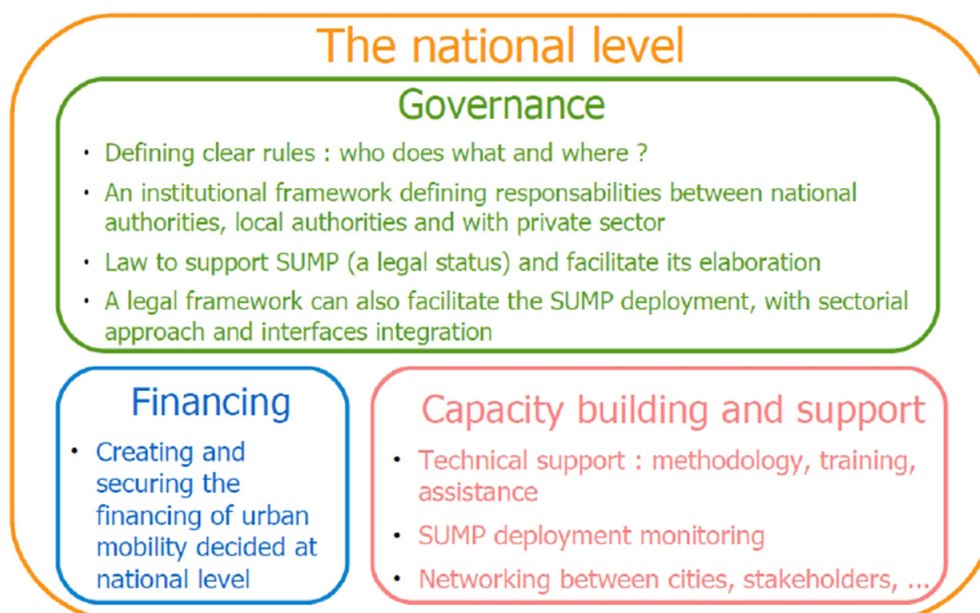 The national level
Governance
• Defining clear rules : who does what and where ?
• An institutional framework defining responsabilities between national
authorities, local authorities and with private sector
• Law to support SUMP (a legal status) and facilitate its elaboration
• A legal framework can also facilitate the SUMP deployment, with sectorial
approach and interfaces integration
Financing
• Creating and
securing the
financing of urban
mobility decided at
national level
Capacity building and support
• Technical support : methodology, training,
assistance
• SUMP deployment monitoring
• Networking between cities, stakeholders, ...